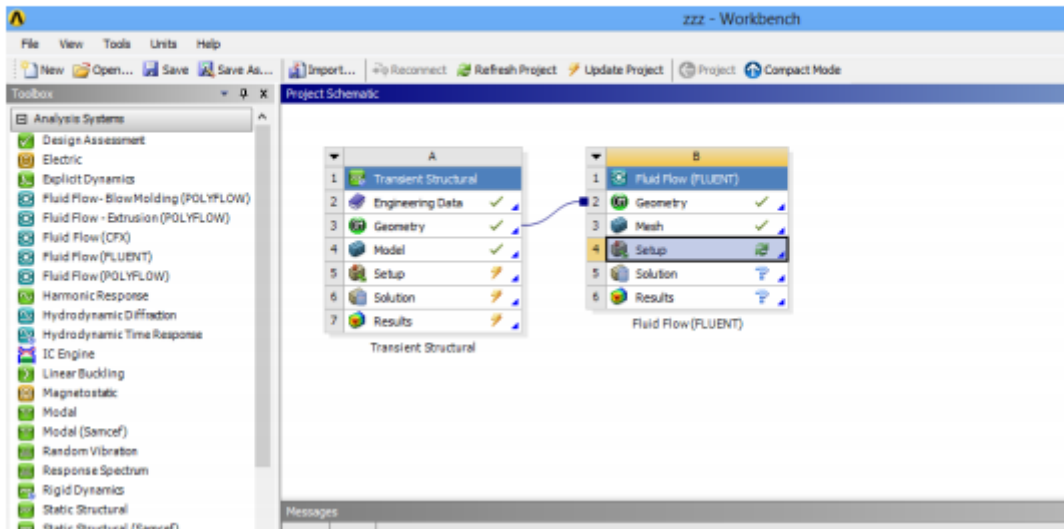 zzz - Workbench
File View Tools Units Help
New Open... Save Save As... Import... Reconnect Refresh Project Update Project Project Compact Mode
Toolbox
Project Schematic
Analysis Systems
Design Assessment
Electric
Explicit Dynamics
Fluid Flow- BlowMolding (POLYFLOW)
Fluid Flow - Extrusion (POLYFLOW)
Fluid Flow (CFX)
Fluid Flow (FLUENT)
Fluid Flow (POLYFLOW)
Harmonic Response
Hydrodynamic Diffraction
Hydrodynamic Time Response
IC Engine
Linear Buckling
Magnetostatic
Modal
Modal (Samcef)
Random Vibration
Response Spectrum
Rigid Dynamics
Static Structural
Static Structural (Samcef)
A
1 Transient Structural
2 Engineering Data
3 Geometry
4 Model
5 Setup
6 Solution
7 Results
Transient Structural
B
1 Fluid Flow (FLUENT)
2 Geometry
3 Mesh
4 Setup
5 Solution
6 Results
Fluid Flow (FLUENT)
Messages